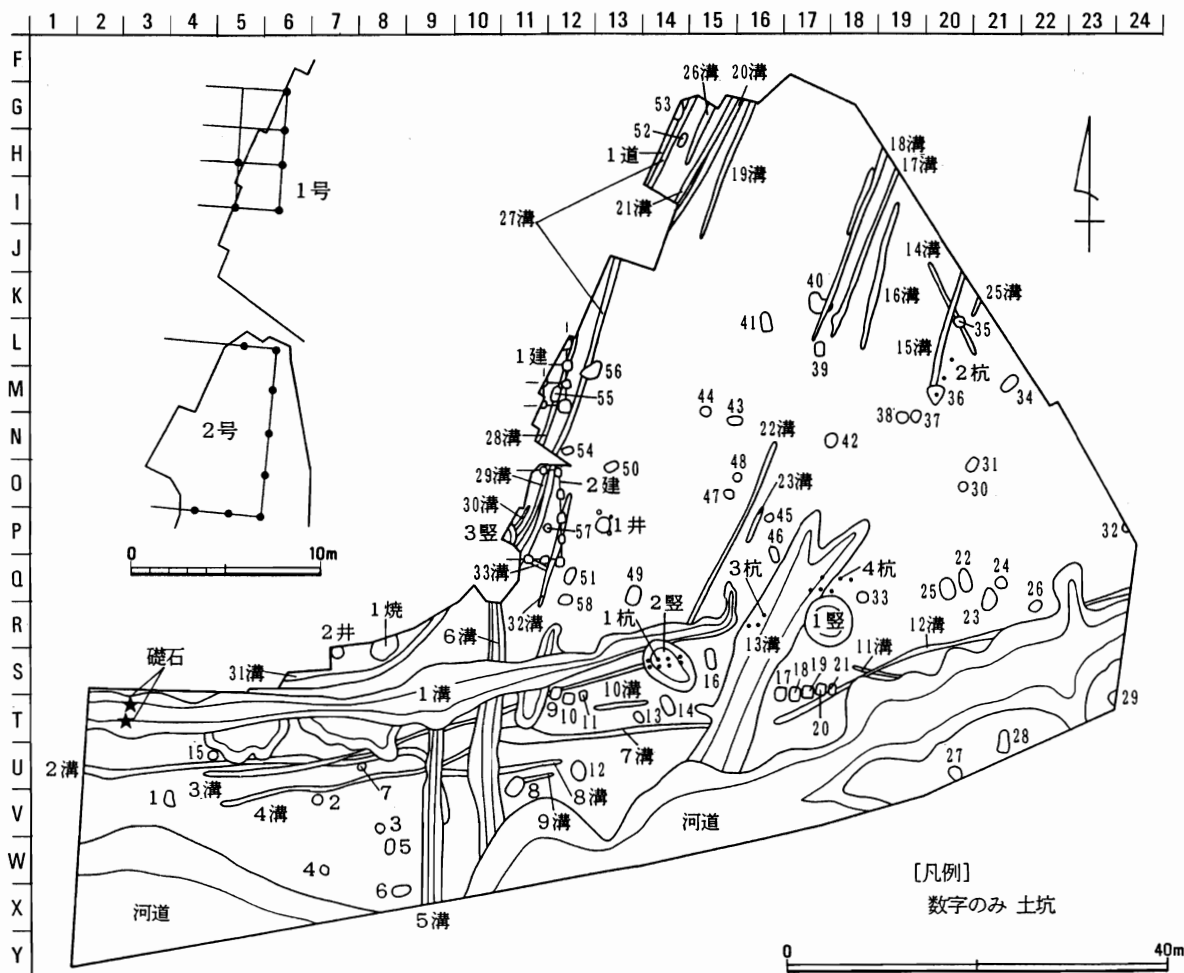 1 2 3 4 5 6 7 8 9 10 11 12 13 14 15 16 17 18 19 20 21 22 23 24
F
G
H
I
J
K
L
M
N
O
P
Q
R
S
T
U
V
W
X
Y
1号
2号
0 10m
53
26溝
20溝
52
1道
19溝
21溝
27溝
18溝
17溝
14溝
16溝
25溝
40
41
35
15溝
39
2杭
36
34
1建
56
55
44
43
38
37
28溝
54
22溝
42
50
48
31
29溝
2建
47
23溝
30
30溝
3竪
57
1井
45
32
46
33溝
51
49
3杭
4杭
22
24
25
33
23
26
58
32溝
1焼
2井
6溝
1杭
2竪
1竪
13溝
12溝
11溝
礎石
31溝
1溝
16
17
18
19
21
20
9
10
11
10溝
13
14
7溝
29
28
27
15
2溝
3溝
7
12
8溝
1
4溝
2
8
9溝
3
5
4
6
河道
河道
5溝
[凡例]
数字のみ 土坑
0 40m